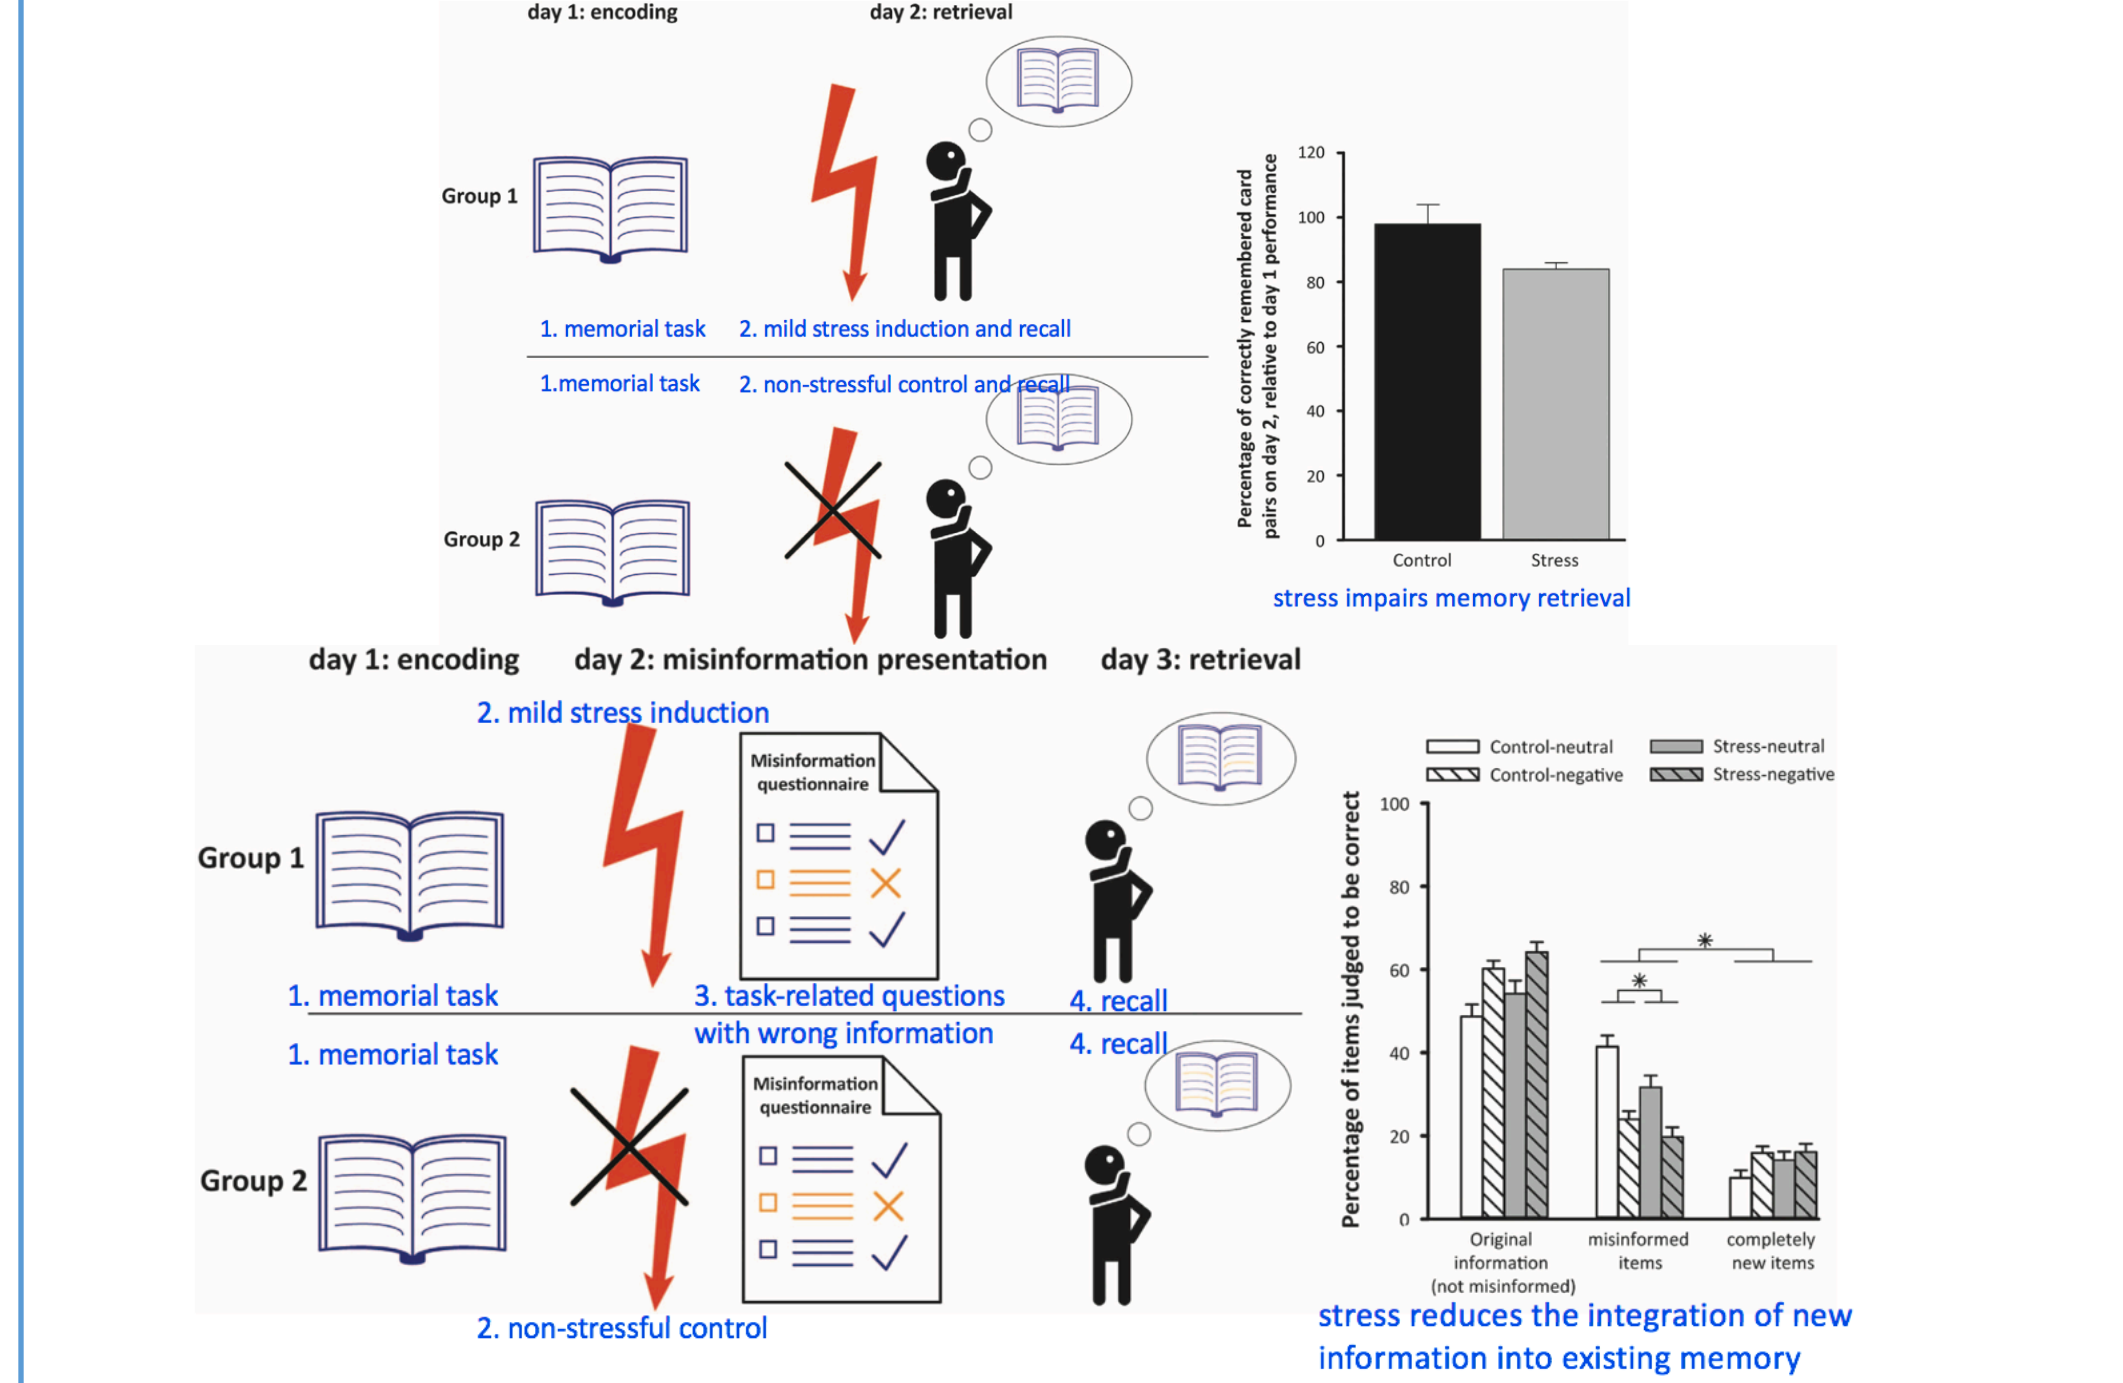 day 1: encoding
day 2: retrieval
Group 1
1. memorial task
2. mild stress induction and recall
1.memorial task
2. non-stressful control and recall
Group 2
Percentage of correctly remembered card
pairs on day 2, relative to day 1 performance
120
100
80
60
40
20
0
Control
Stress
stress impairs memory retrieval
day 1: encoding
day 2: misinformation presentation
day 3: retrieval
2. mild stress induction
Misinformation
questionnaire
Group 1
1. memorial task
3. task-related questions
with wrong information
4. recall
1. memorial task
4. recall
Misinformation
questionnaire
Group 2
2. non-stressful control
Control-neutral
Stress-neutral
Control-negative
Stress-negative
Percentage of items judged to be correct
100
80
60
40
20
0
*
*
Original
information
(not misinformed)
misinformed
items
completely
new items
stress reduces the integration of new
information into existing memory